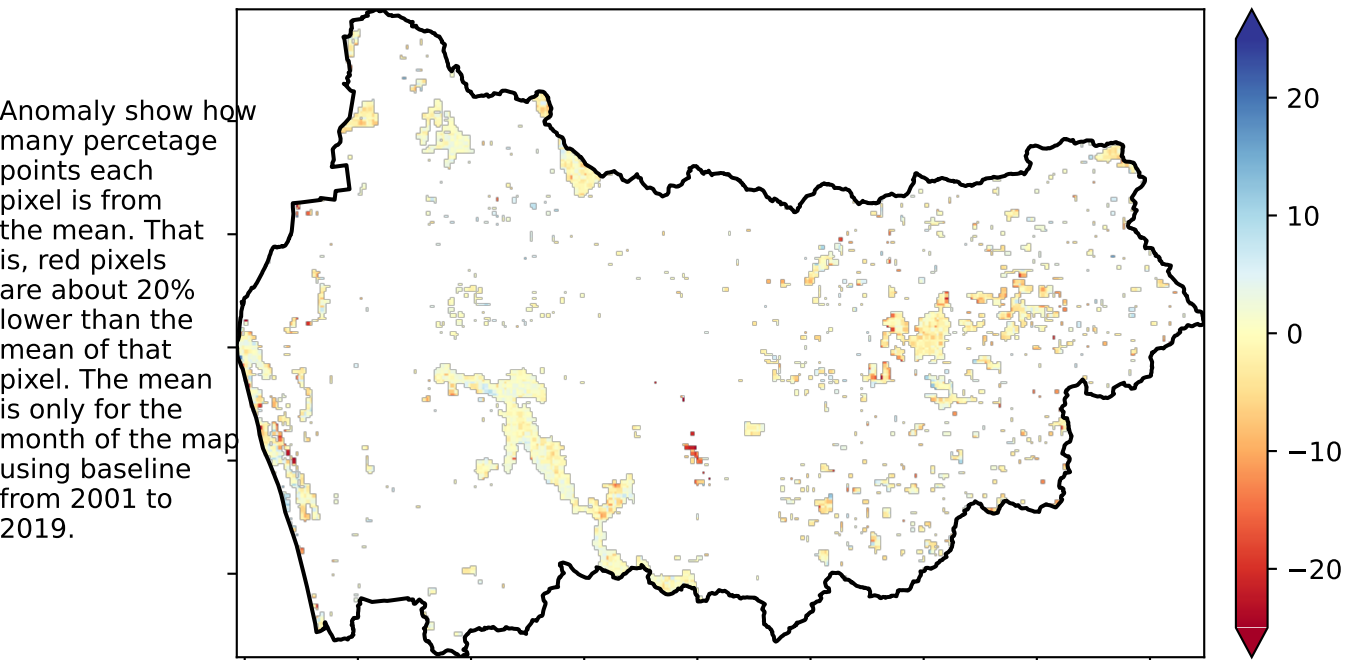 Anomaly show how
many percetage
points each
pixel is from
the mean. That
is, red pixels
are about 20%
lower than the
mean of that
pixel. The mean
is only for the
month of the map
using baseline
from 2001 to
2019.
20
10
0
−10
−20